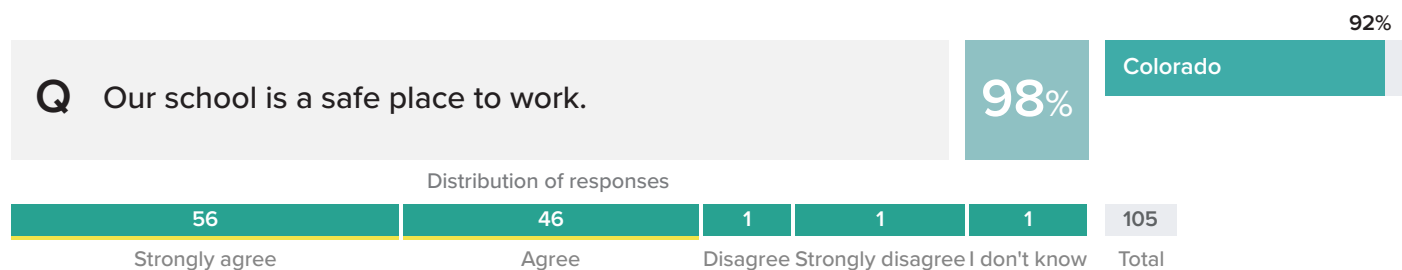 92%
Q Our school is a safe place to work.
98%
Colorado
Distribution of responses
56 46 1 1 1 105
Strongly agree Agree Disagree Strongly disagree I don't know Total